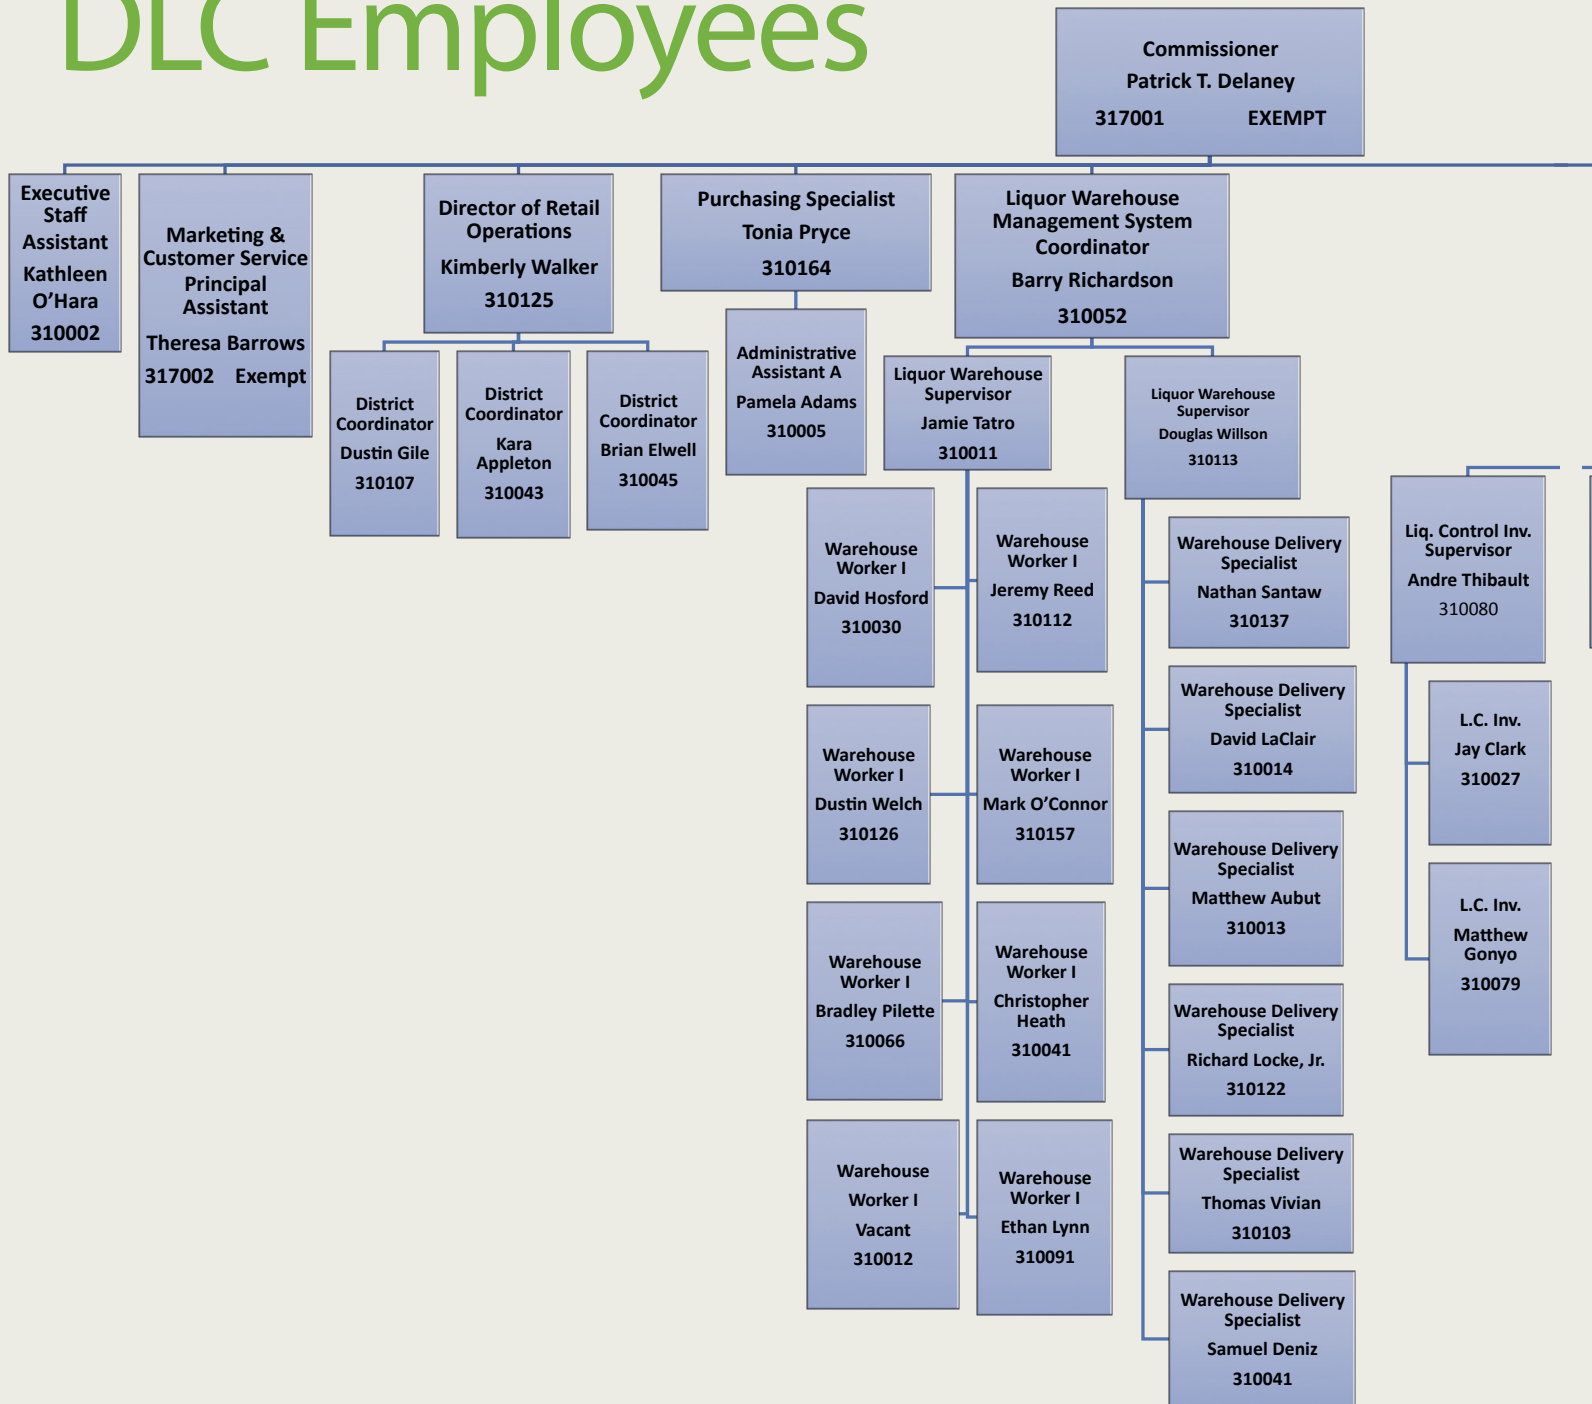 DLC Employees
Commissioner
Patrick T. Delaney
317001 EXEMPT
Executive
Staff
Assistant
Kathleen
O’Hara
310002
Marketing &
Customer Service
Principal
Assistant
Theresa Barrows
317002 Exempt
Director of Retail
Operations
Kimberly Walker
310125
Purchasing Specialist
Tonia Pryce
310164
Liquor Warehouse
Management System
Coordinator
Barry Richardson
310052
District
Coordinator
Dustin Gile
310107
District
Coordinator
Kara
Appleton
310043
District
Coordinator
Brian Elwell
310045
Administrative
Assistant A
Pamela Adams
310005
Liquor Warehouse
Supervisor
Jamie Tatro
310011
Liquor Warehouse
Supervisor
Douglas Willson
310113
Warehouse
Worker I
David Hosford
310030
Warehouse
Worker I
Jeremy Reed
310112
Warehouse
Worker I
Dustin Welch
310126
Warehouse
Worker I
Mark O’Connor
310157
Warehouse
Worker I
Bradley Pilette
310066
Warehouse
Worker I
Christopher
Heath
310041
Warehouse
Worker I
Vacant
310012
Warehouse
Worker I
Ethan Lynn
310091
Warehouse Delivery
Specialist
Nathan Santaw
310137
Warehouse Delivery
Specialist
David LaClair
310014
Warehouse Delivery
Specialist
Matthew Aubut
310013
Warehouse Delivery
Specialist
Richard Locke, Jr.
310122
Warehouse Delivery
Specialist
Thomas Vivian
310103
Warehouse Delivery
Specialist
Samuel Deniz
310041
Liq. Control Inv.
Supervisor
Andre Thibault
310080
L.C. Inv.
Jay Clark
310027
L.C. Inv.
Matthew
Gonyo
310079